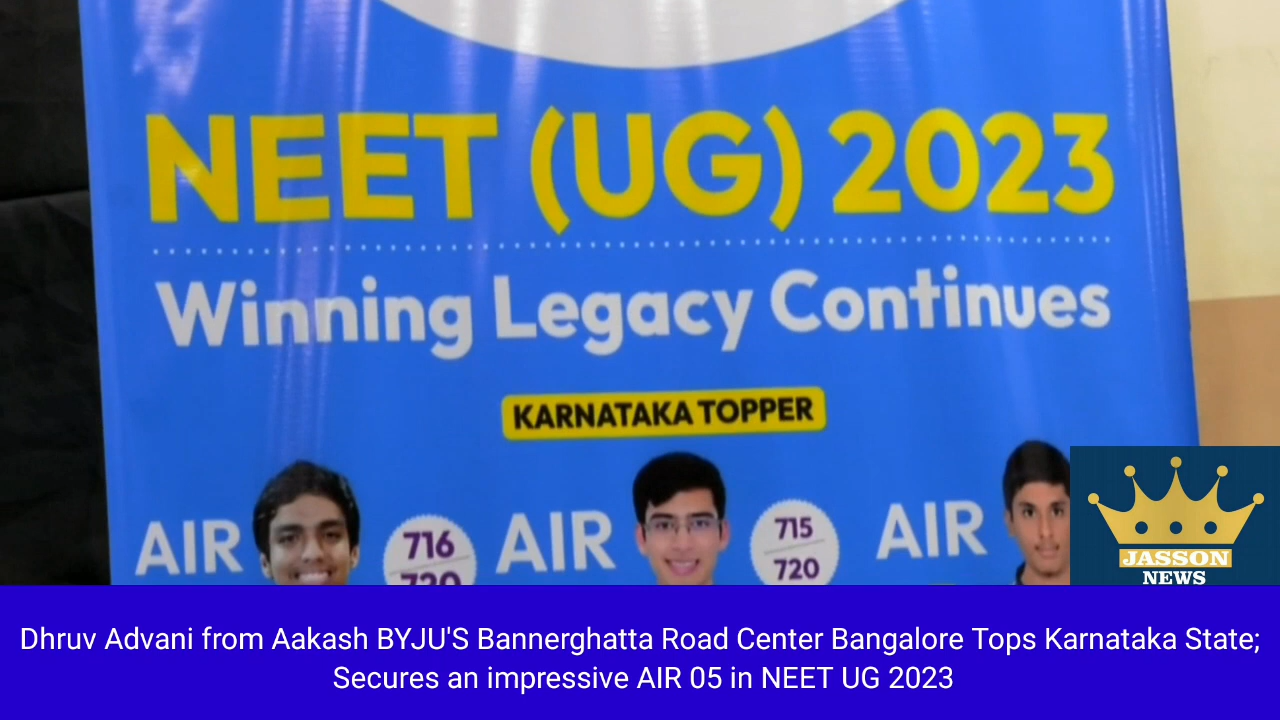 NEET (UG) 2023
Winning Legacy Continues
KARNATAKA TOPPER
AIR
716
720
AIR
715
720
AIR
JASSON
NEWS
Dhruv Advani from Aakash BYJU'S Bannerghatta Road Center Bangalore Tops Karnataka State;
Secures an impressive AIR 05 in NEET UG 2023